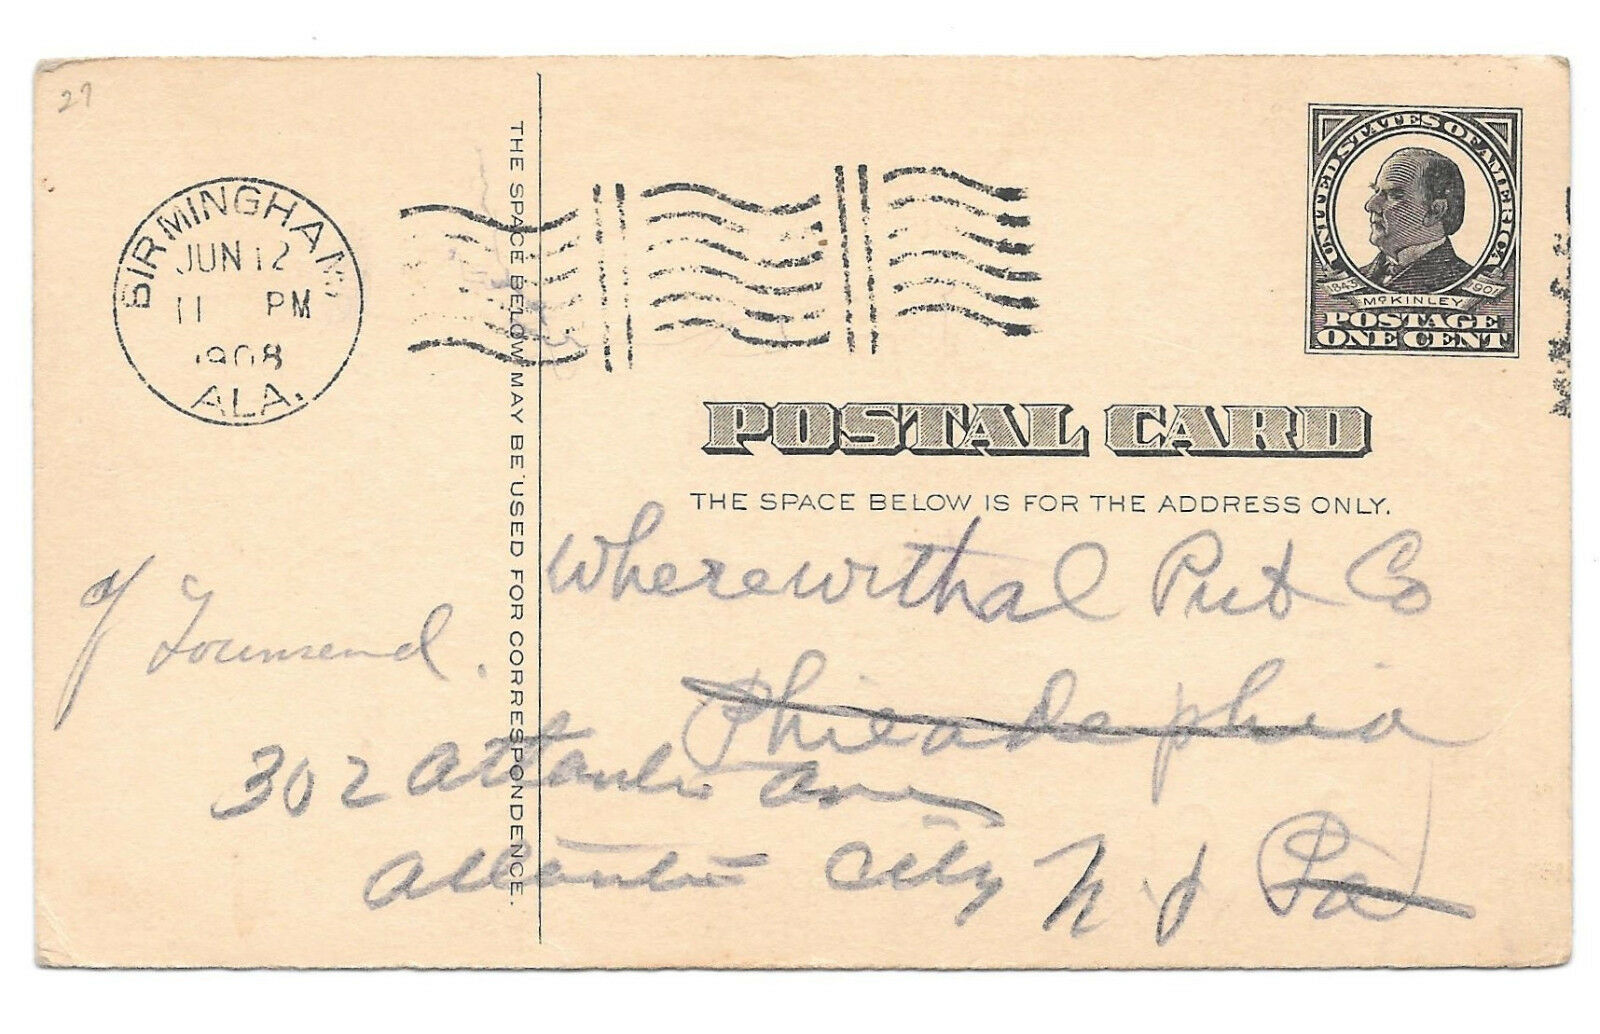 27
BIRMINGHAM
JUN 12
11 PM
1908
ALA.
THE SPACE BELOW MAY BE USED FOR CORRESPONDENCE.
UNITED STATES OF AMERICA
1843 McKINLEY 1901
POSTAGE
ONE CENT
POSTAL CARD
THE SPACE BELOW IS FOR THE ADDRESS ONLY.
Wherewithal Pub Co
Philadelphia
Pa
Townsend.
302 Atlantic Ave
Atlantic City N J